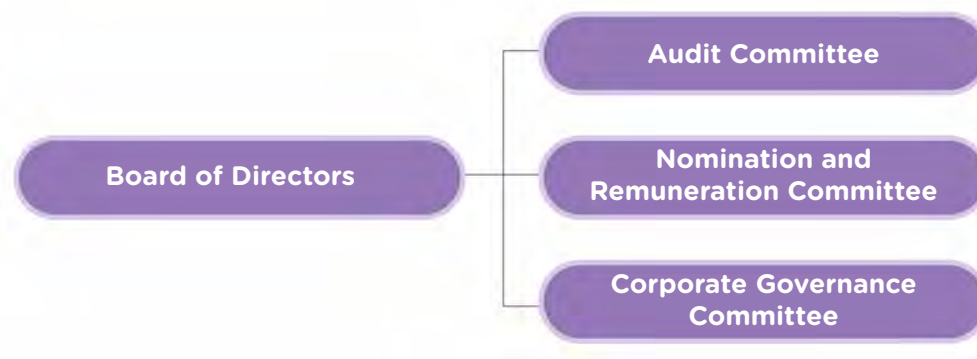 Audit Committee
Board of Directors
Nomination and
Remuneration Committee
Corporate Governance
Committee